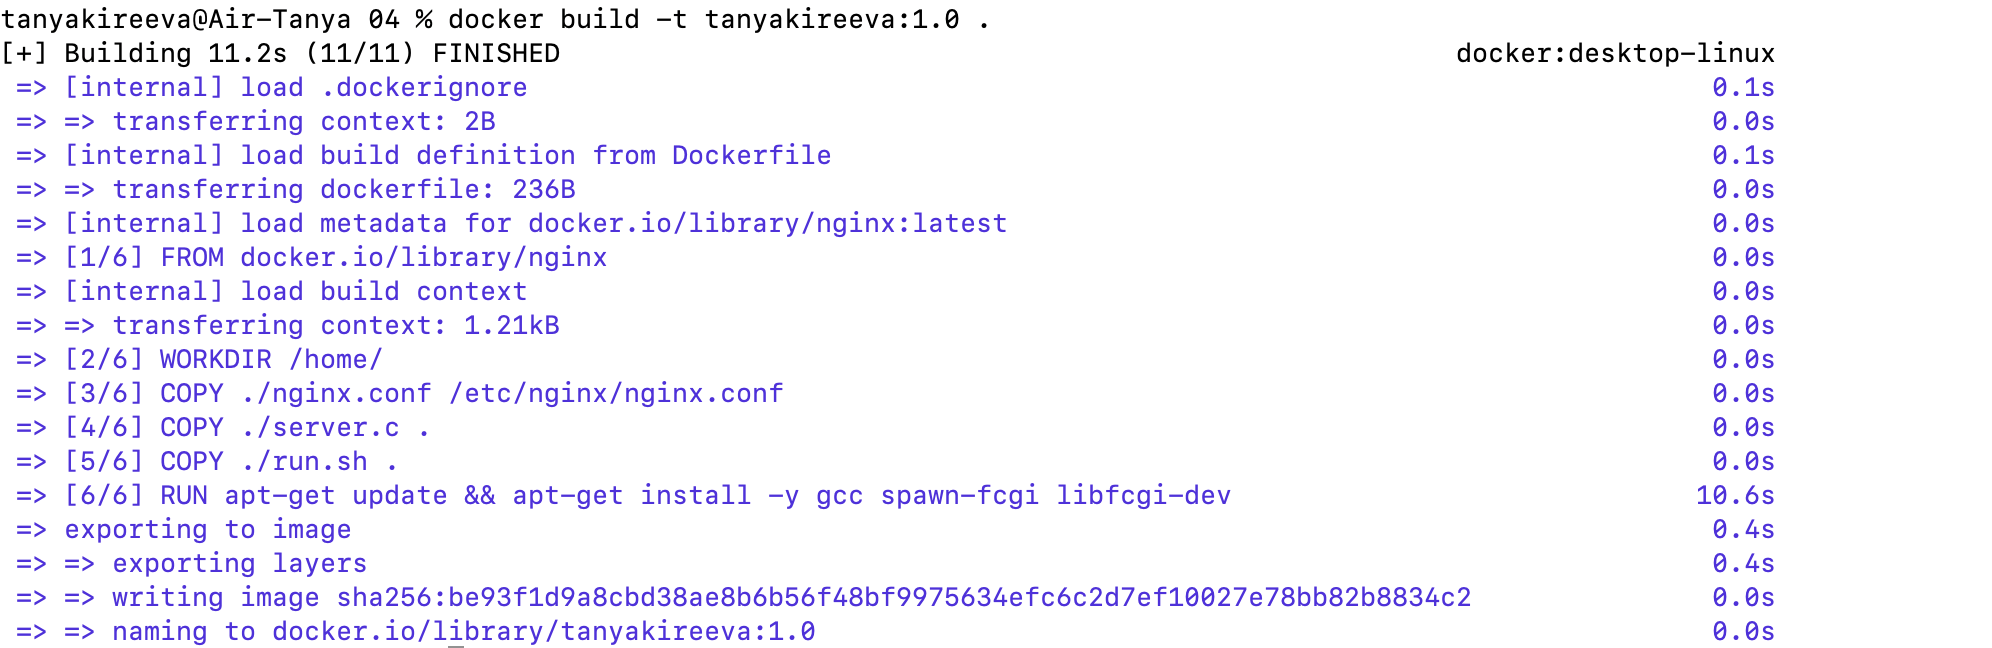 tanyakireeva@Air-Tanya 04 % docker build -t tanyakireeva:1.0 .
[+] Building 11.2s (11/11) FINISHED docker:desktop-linux
=> [internal] load .dockerignore 0.1s
=> => transferring context: 2B 0.0s
=> [internal] load build definition from Dockerfile 0.1s
=> => transferring dockerfile: 236B 0.0s
=> [internal] load metadata for docker.io/library/nginx:latest 0.0s
=> [1/6] FROM docker.io/library/nginx 0.0s
=> [internal] load build context 0.0s
=> => transferring context: 1.21kB 0.0s
=> [2/6] WORKDIR /home/ 0.0s
=> [3/6] COPY ./nginx.conf /etc/nginx/nginx.conf 0.0s
=> [4/6] COPY ./server.c . 0.0s
=> [5/6] COPY ./run.sh . 0.0s
=> [6/6] RUN apt-get update && apt-get install -y gcc spawn-fcgi libfcgi-dev 10.6s
=> exporting to image 0.4s
=> => exporting layers 0.4s
=> => writing image sha256:be93f1d9a8cbd38ae8b6b56f48bf9975634efc6c2d7ef10027e78bb82b8834c2 0.0s
=> => naming to docker.io/library/tanyakireeva:1.0 0.0s